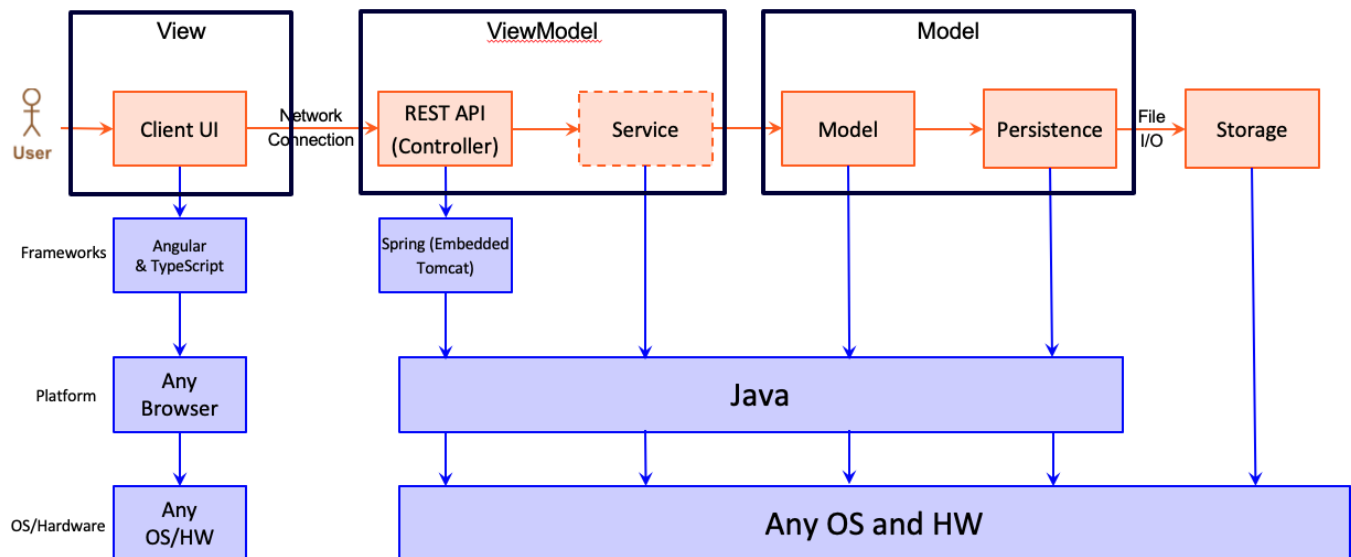 View
ViewModel
Model
User
Client UI
Network
Connection
REST API
(Controller)
Service
Model
Persistence
File
I/O
Storage
Frameworks
Angular
& TypeScript
Spring (Embedded
Tomcat)
Platform
Any
Browser
Java
OS/Hardware
Any
OS/HW
Any OS and HW